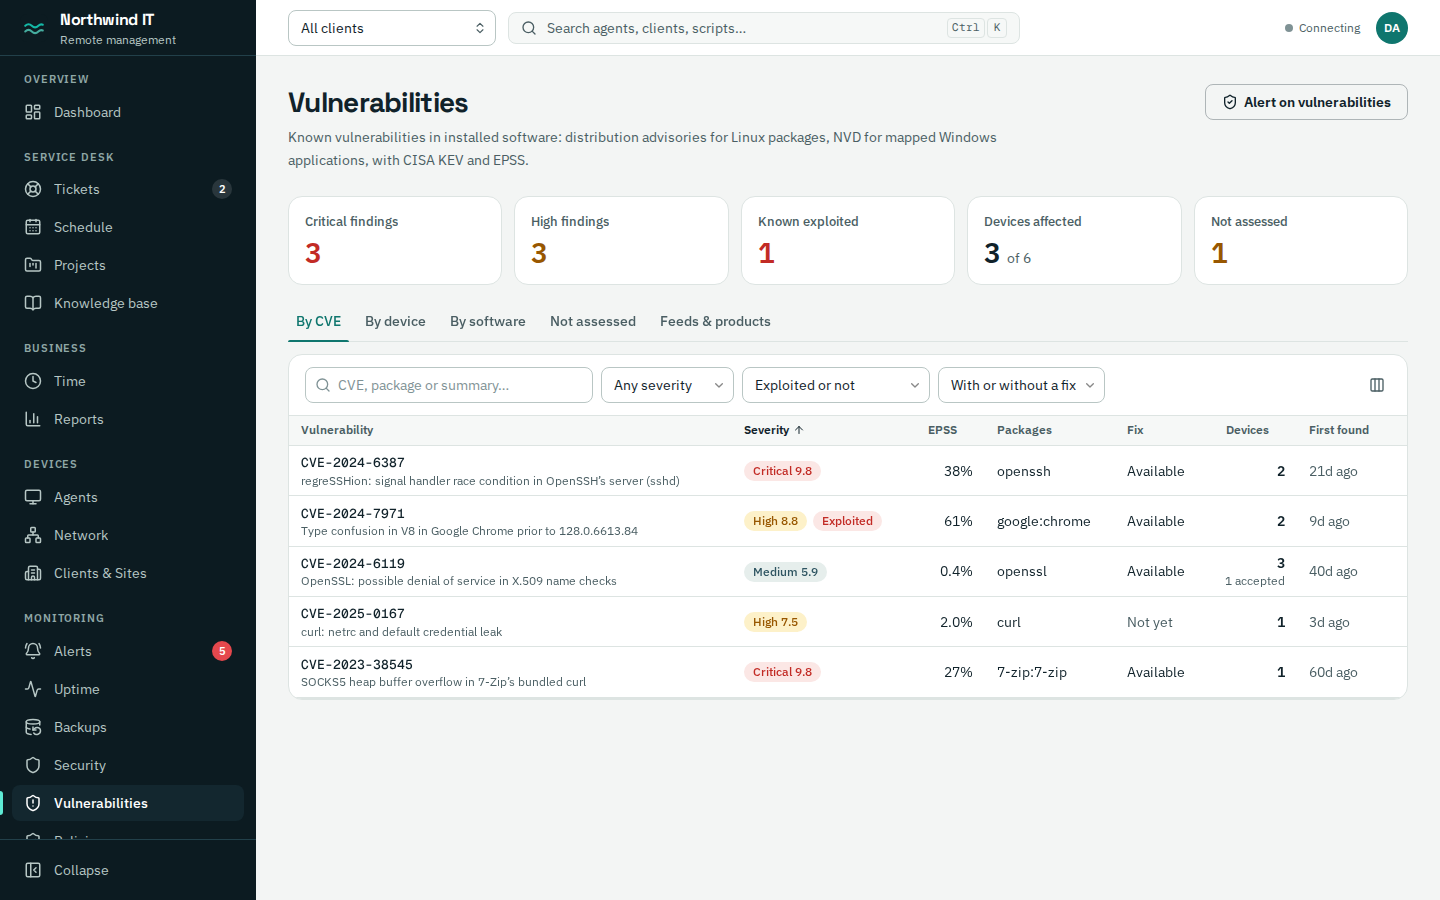 Northwind IT
Remote management
OVERVIEW
Dashboard
SERVICE DESK
Tickets 2
Schedule
Projects
Knowledge base
BUSINESS
Time
Reports
DEVICES
Agents
Network
Clients & Sites
MONITORING
Alerts 5
Uptime
Backups
Security
Vulnerabilities
Collapse
All clients
Search agents, clients, scripts... Ctrl K
Connecting
DA
Vulnerabilities
Alert on vulnerabilities
Known vulnerabilities in installed software: distribution advisories for Linux packages, NVD for mapped Windows
applications, with CISA KEV and EPSS.
Critical findings
3
High findings
3
Known exploited
1
Devices affected
3 of 6
Not assessed
1
By CVE By device By software Not assessed Feeds & products
CVE, package or summary... Any severity Exploited or not With or without a fix
Vulnerability Severity ↑ EPSS Packages Fix Devices First found
CVE-2024-6387
regreSSHion: signal handler race condition in OpenSSH's server (sshd)
Critical 9.8 38% openssh Available 2 21d ago
CVE-2024-7971
Type confusion in V8 in Google Chrome prior to 128.0.6613.84
High 8.8 Exploited 61% google:chrome Available 2 9d ago
CVE-2024-6119
OpenSSL: possible denial of service in X.509 name checks
Medium 5.9 0.4% openssl Available 3 40d ago
1 accepted
CVE-2025-0167
curl: netrc and default credential leak
High 7.5 2.0% curl Not yet 1 3d ago
CVE-2023-38545
SOCKS5 heap buffer overflow in 7-Zip's bundled curl
Critical 9.8 27% 7-zip:7-zip Available 1 60d ago